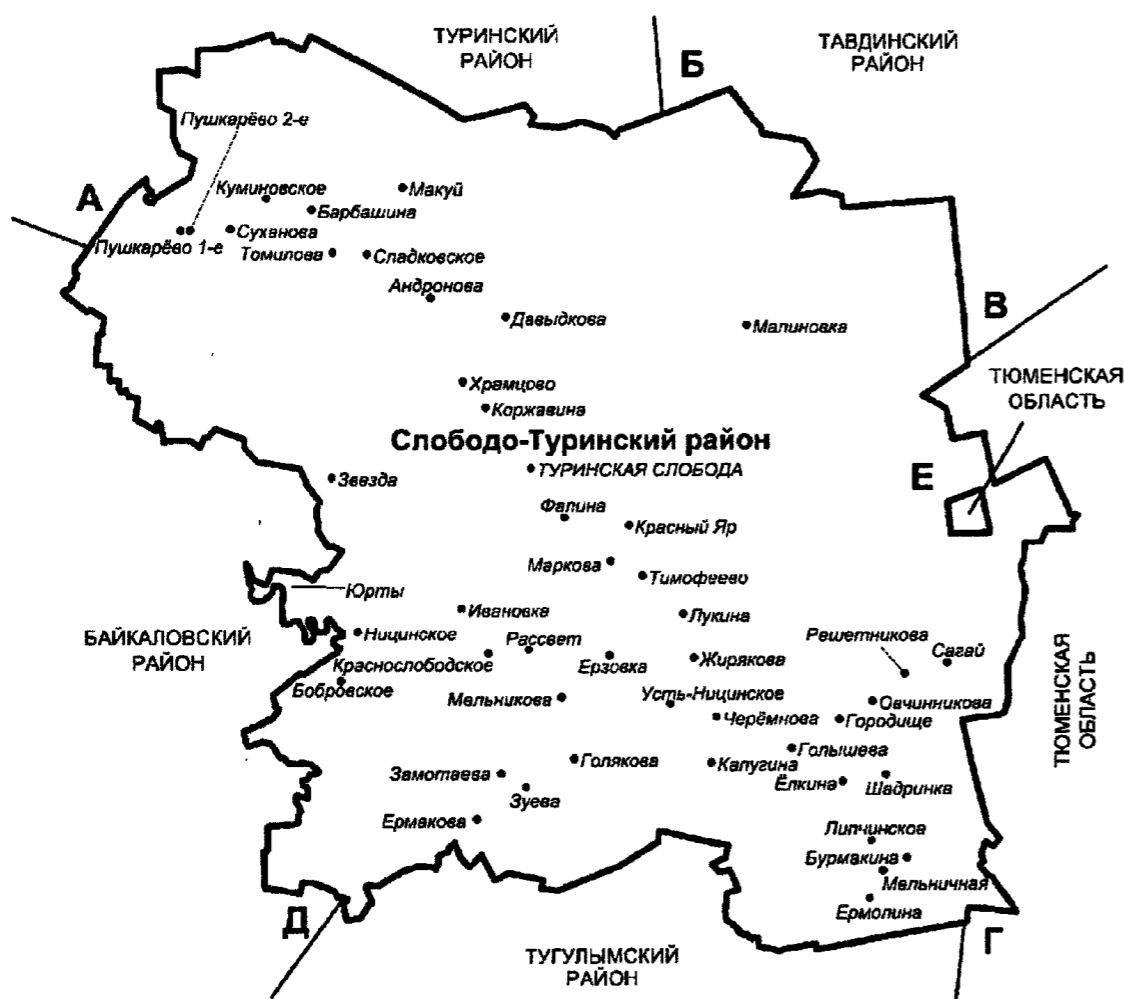 ТУРИНСКИЙ
РАЙОН
Б
ТАВДИНСКИЙ
РАЙОН
Пушкарёво 2-е
А
Куминовское
Макуй
Барбашина
Пушкарёво 1-е
Суханова
Томилова
Сладковское
Андронова
Давыдкова
Малиновка
В
Храмцово
Коржавина
ТЮМЕНСКАЯ
ОБЛАСТЬ
Слободо-Туринский район
Звезда
ТУРИНСКАЯ СЛОБОДА
Е
Фалина
Красный Яр
Маркова
Тимофеево
Юрты
Ивановка
Лукина
БАЙКАЛОВСКИЙ
РАЙОН
Ницинское
Рассвет
Решетникова
Сагай
Краснослободское
Ерзовка
Жирякова
Бобровское
Мельникова
Усть-Ницинское
Овчинникова
Черёмнова
Городище
ТЮМЕНСКАЯ
ОБЛАСТЬ
Голышева
Замотаева
Голякова
Калугина
Ёлкина
Шадринка
Зуева
Ермакова
Липчинское
Бурмакина
Мельничная
Ермолина
Д
Г
ТУГУЛЫМСКИЙ
РАЙОН